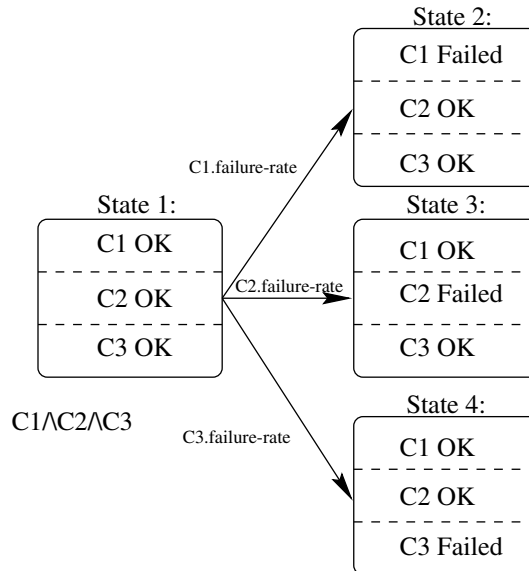 State 2:
C1 Failed
C2 OK
C3 OK
C1.failure-rate
State 1:
C1 OK
C2 OK
C3 OK
C1/\C2/\C3
C2.failure-rate
State 3:
C1 OK
C2 Failed
C3 OK
C3.failure-rate
State 4:
C1 OK
C2 OK
C3 Failed